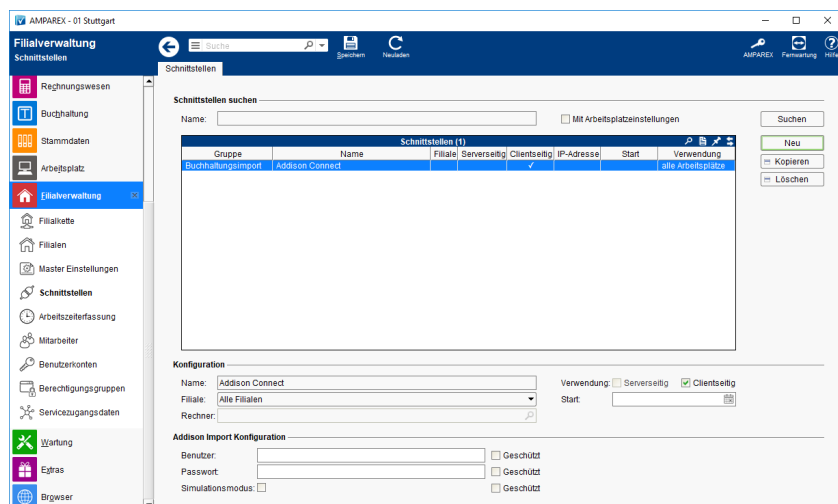 AMPAREX - 01 Stuttgart
Filialverwaltung
Schnittstellen
Suche
Speichern
Neuladen
AMPAREX
Fernwartung
Hilfe
Schnittstellen
Rechnungswesen
Buchhaltung
Stammdaten
Arbeitsplatz
Filialverwaltung
Filialkette
Filialen
Master Einstellungen
Schnittstellen
Arbeitszeiterfassung
Mitarbeiter
Benutzerkonten
Berechtigungsgruppen
Servicezugangsdaten
Wartung
Extras
Browser
Schnittstellen suchen
Name:
Mit Arbeitsplatzeinstellungen
Suchen
Schnittstellen (1)
Neu
Gruppe Name Filiale Serverseitig Clientseitig IP-Adresse Start Verwendung
Buchhaltungsimport Addison Connect ✓ alle Arbeitsplätze
Kopieren
Löschen
Konfiguration
Name: Addison Connect Verwendung: Serverseitig Clientseitig
Filiale: Alle Filialen Start:
Rechner:
Addison Import Konfiguration
Benutzer: Geschützt
Passwort: Geschützt
Simulationsmodus: Geschützt